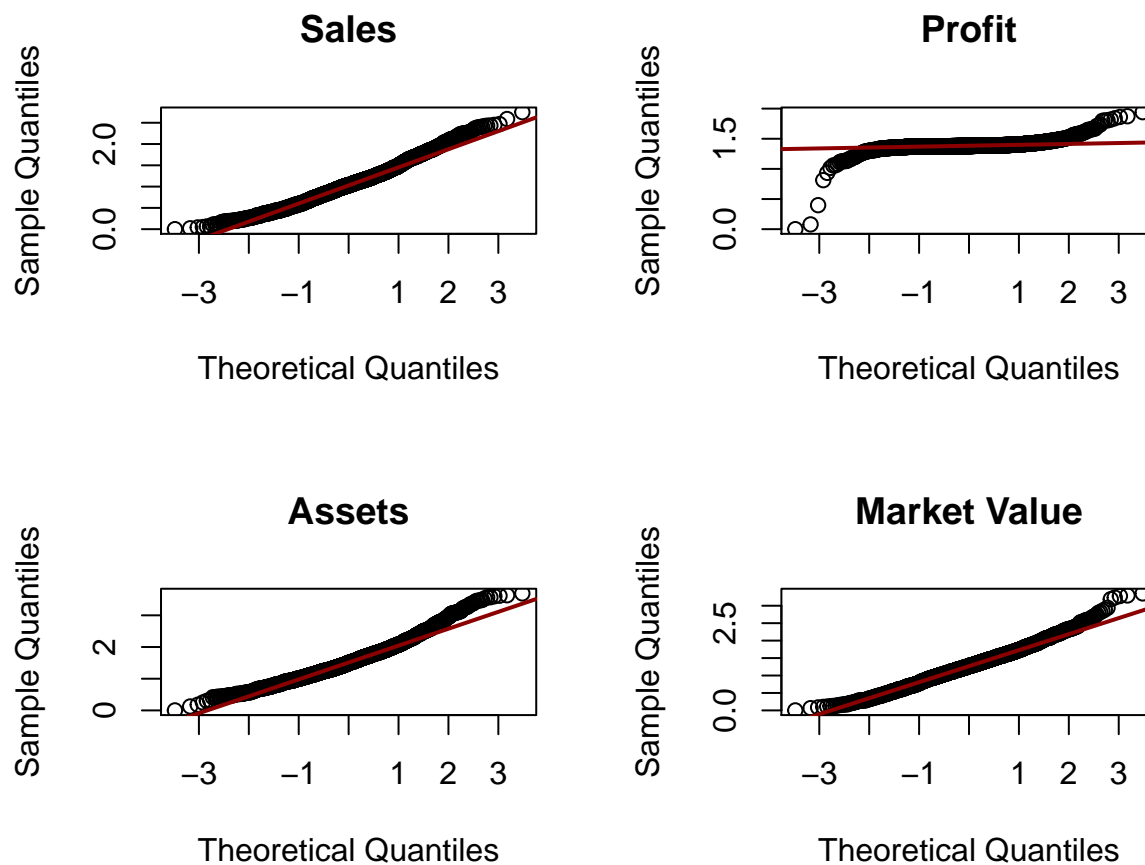 Sales
Sample Quantiles
0.0 2.0
−3 −1 1 2 3
Theoretical Quantiles
Profit
Sample Quantiles
0.0 1.5
−3 −1 1 2 3
Theoretical Quantiles
Assets
Sample Quantiles
0 2
−3 −1 1 2 3
Theoretical Quantiles
Market Value
Sample Quantiles
0.0 2.5
−3 −1 1 2 3
Theoretical Quantiles